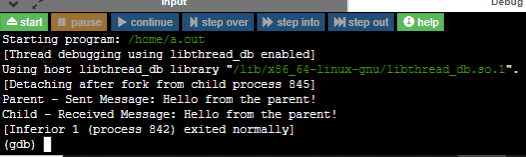 Input
Debug
start
pause
continue
step over
step into
step out
help
Starting program: /home/a.out
[Thread debugging using libthread_db enabled]
Using host libthread_db library "/lib/x86_64-linux-gnu/libthread_db.so.1".
[Detaching after fork from child process 845]
Parent - Sent Message: Hello from the parent!
Child - Received Message: Hello from the parent!
[Inferior 1 (process 842) exited normally]
(gdb)